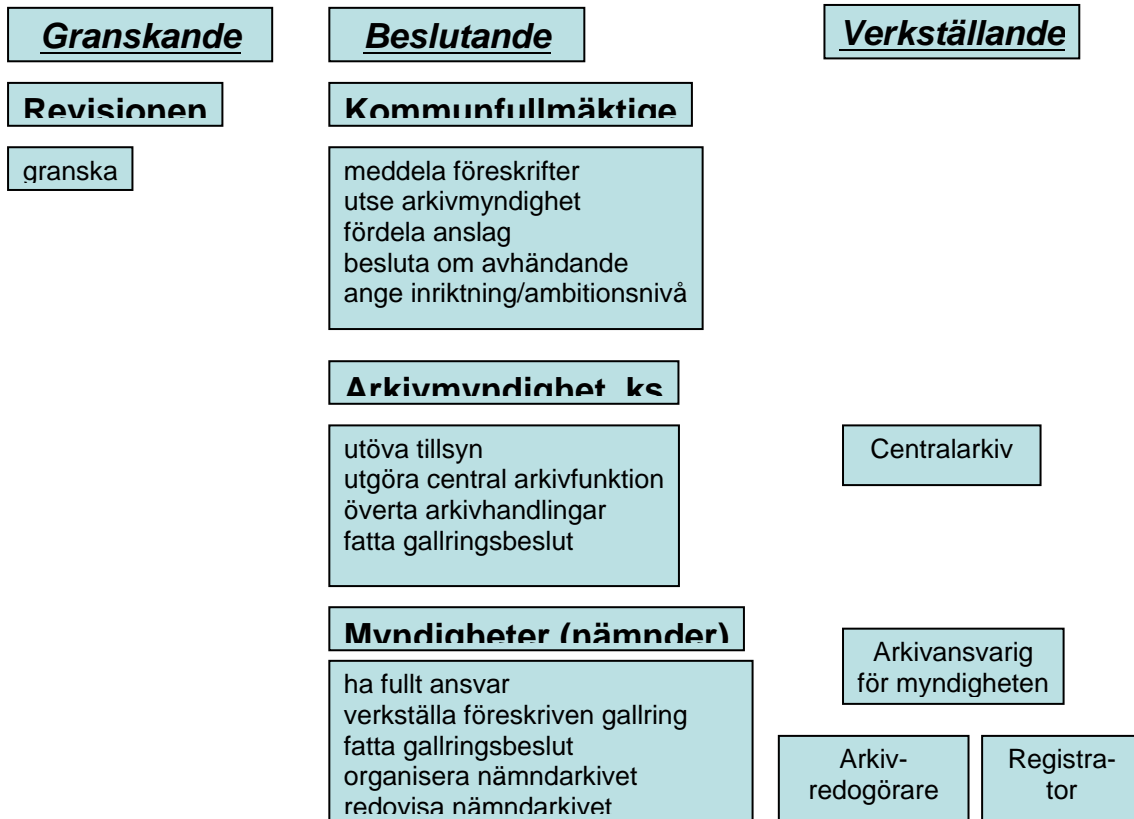 Granskande
Beslutande
Verkställande
Revisionen
Kommunfullmäktige
granska
meddela föreskrifter
utse arkivmyndighet
fördela anslag
besluta om avhändande
ange inriktning/ambitionsnivå
Arkivmyndighet, ks
utöva tillsyn
utgöra central arkivfunktion
överta arkivhandlingar
fatta gallringsbeslut
Centralarkiv
Myndigheter (nämnder)
Arkivansvarig
för myndigheten
ha fullt ansvar
verkställa föreskriven gallring
fatta gallringsbeslut
organisera nämndarkivet
redovisa nämndarkivet
Arkiv-
redogörare
Registra-
tor